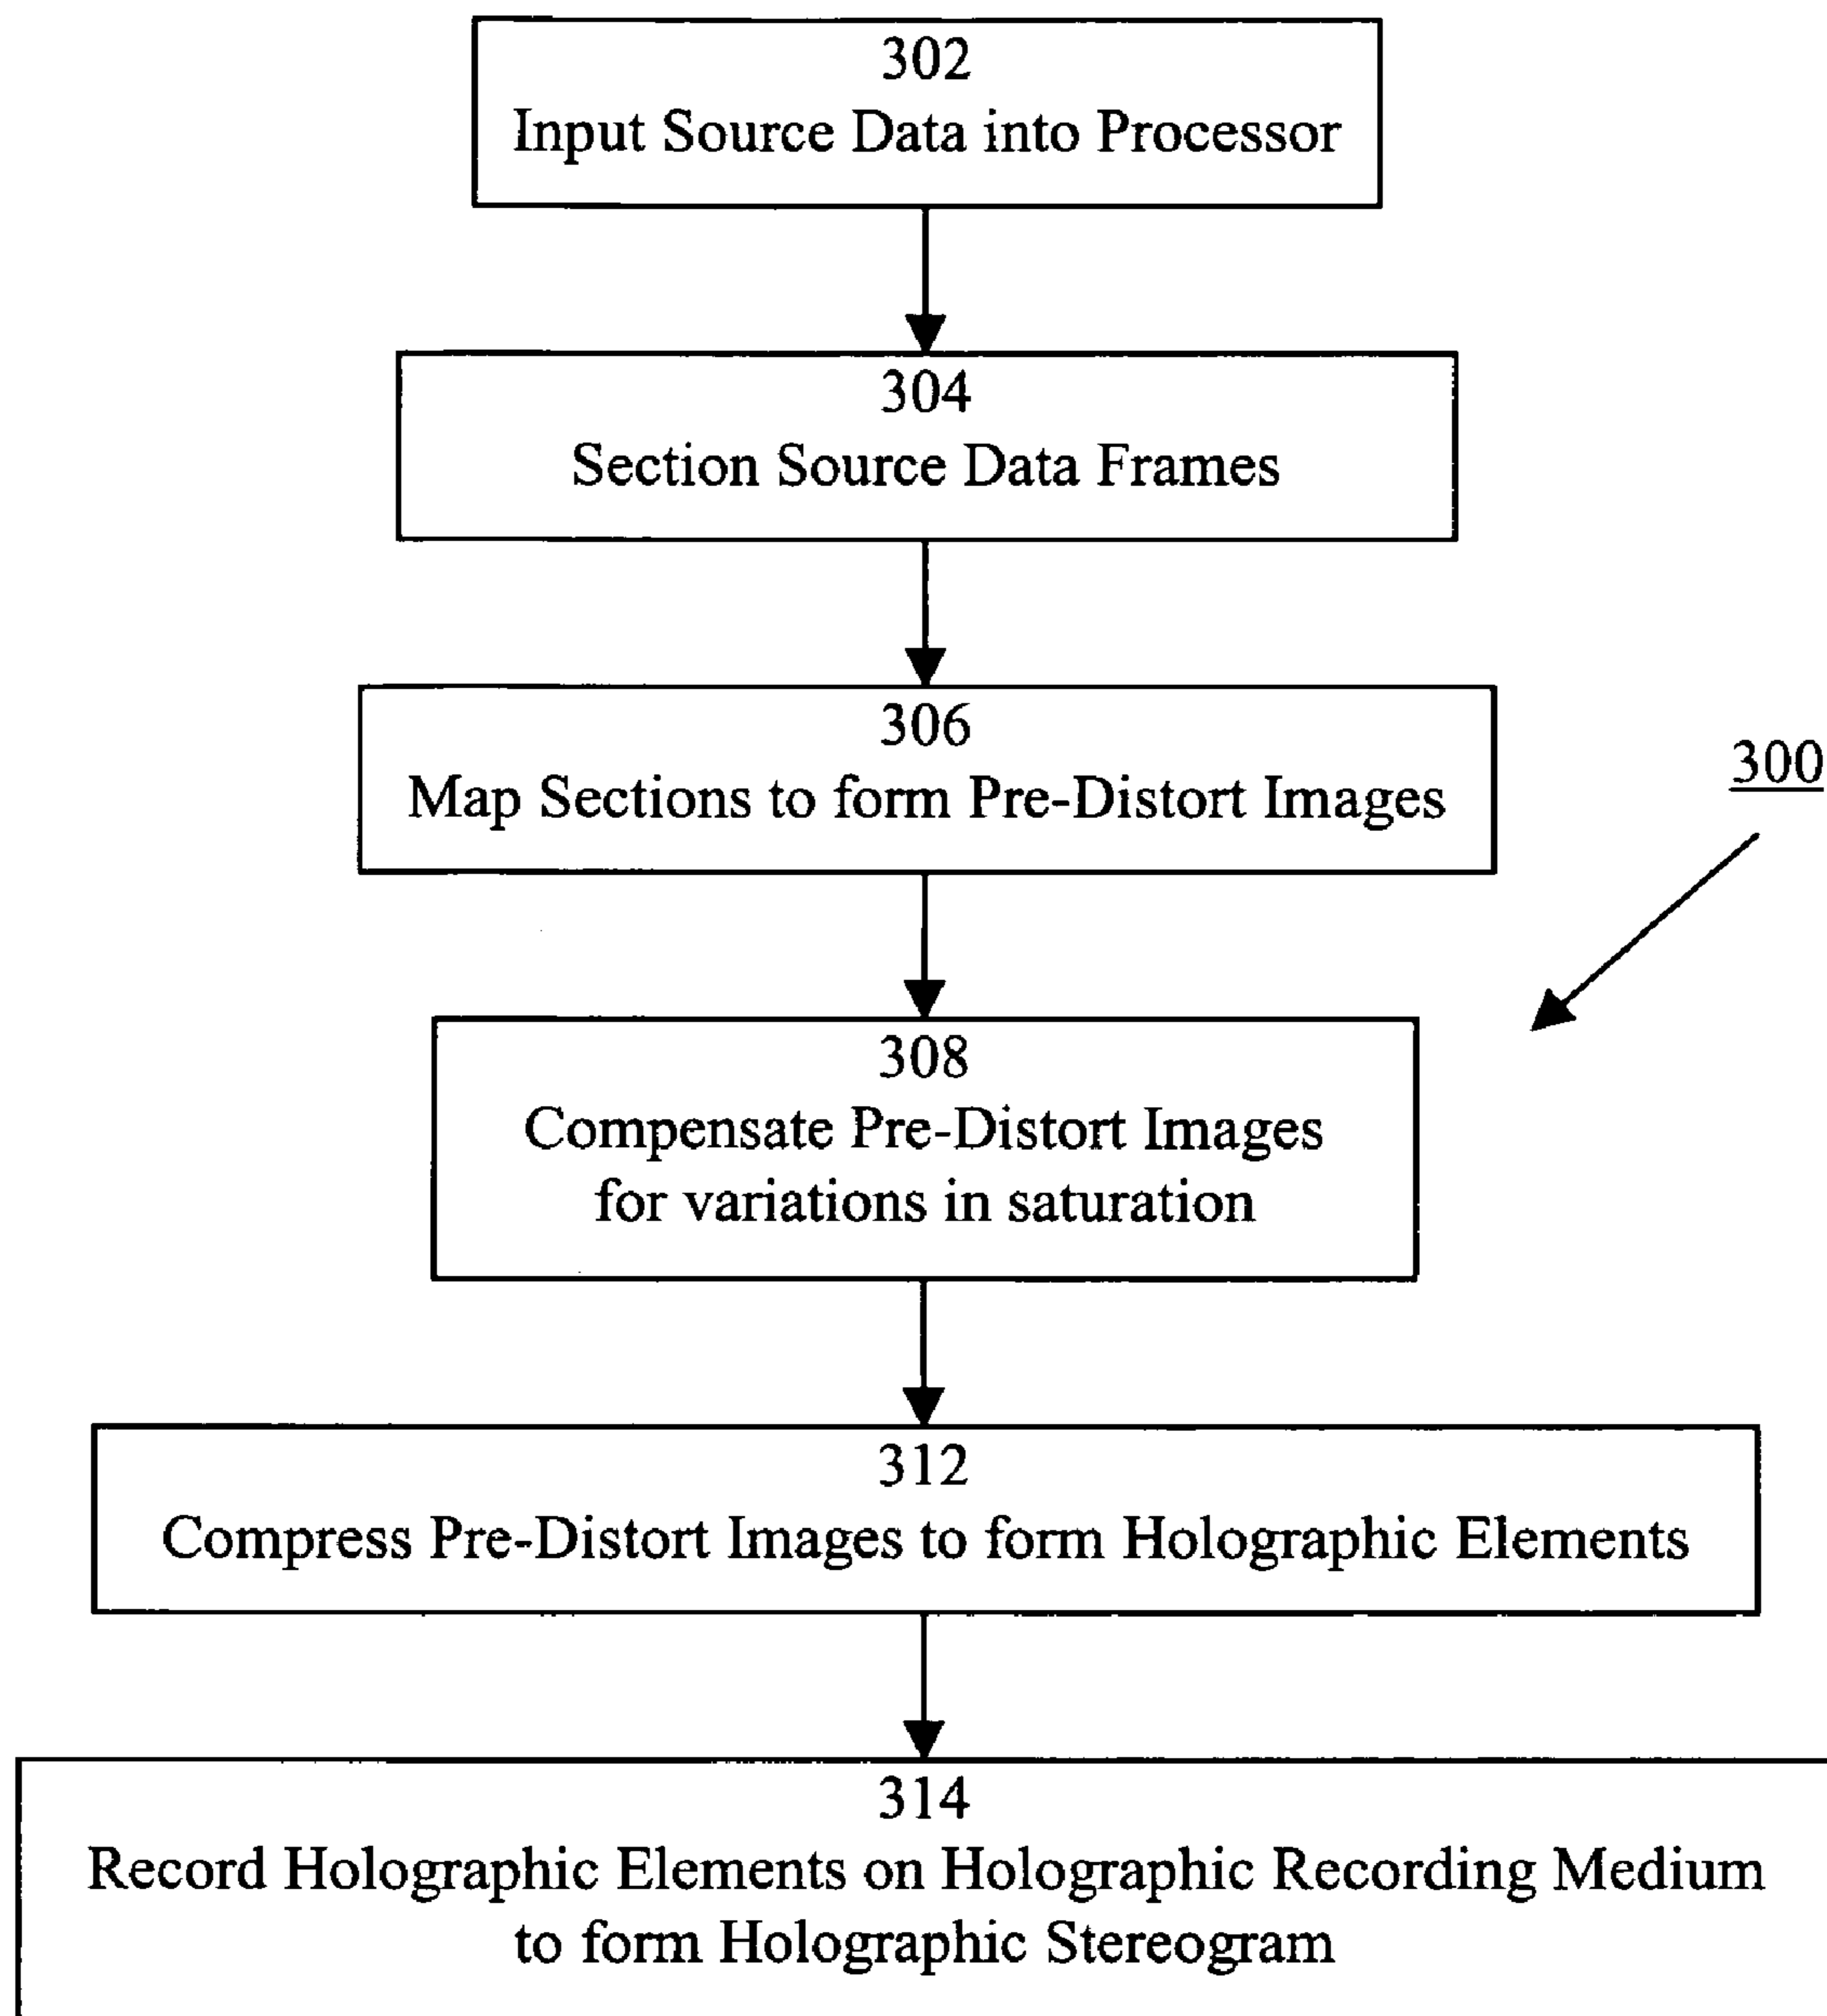 302
Input Source Data into Processor
304
Section Source Data Frames
306
Map Sections to form Pre-Distort Images
300
308
Compensate Pre-Distort Images
for variations in saturation
312
Compress Pre-Distort Images to form Holographic Elements
314
Record Holographic Elements on Holographic Recording Medium
to form Holographic Stereogram